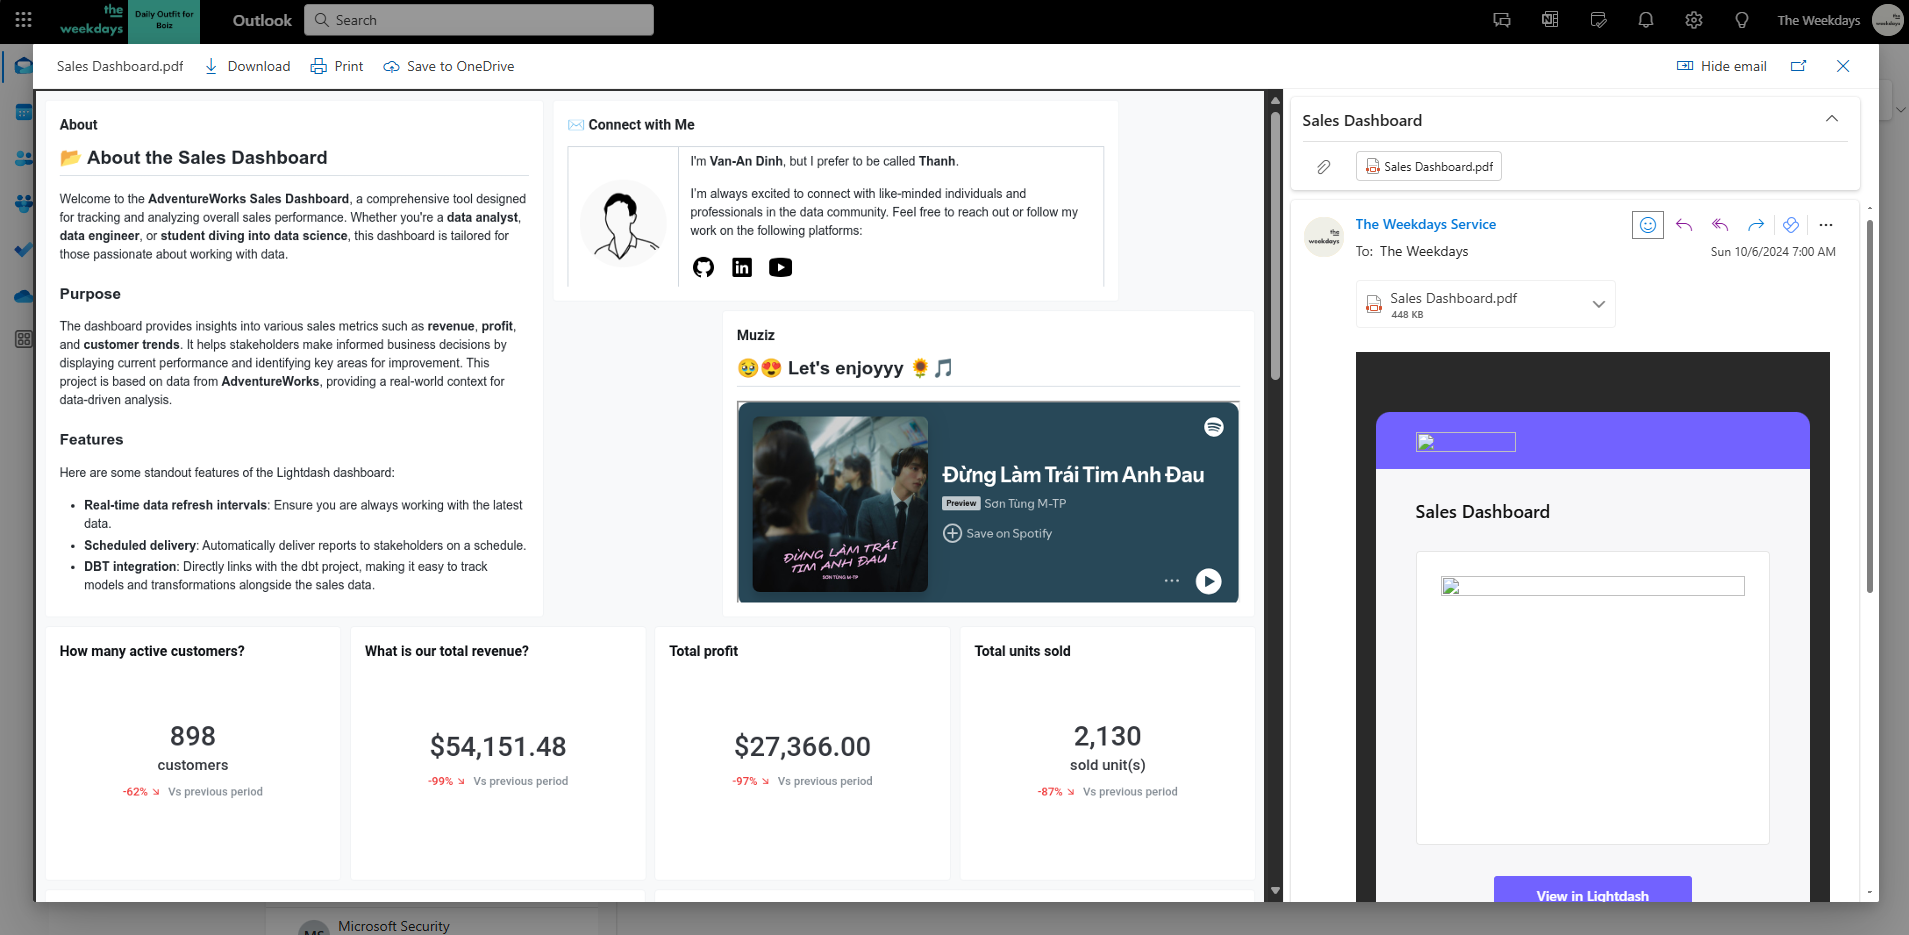 the
weekdays
Daily Outfit for
Boiz
Outlook
Search
The Weekdays
Sales Dashboard.pdf
Download
Print
Save to OneDrive
Hide email
About
📂 About the Sales Dashboard
Welcome to the AdventureWorks Sales Dashboard, a comprehensive tool designed
for tracking and analyzing overall sales performance. Whether you're a data analyst,
data engineer, or student diving into data science, this dashboard is tailored for
those passionate about working with data.
Purpose
The dashboard provides insights into various sales metrics such as revenue, profit,
and customer trends. It helps stakeholders make informed business decisions by
displaying current performance and identifying key areas for improvement. This
project is based on data from AdventureWorks, providing a real-world context for
data-driven analysis.
Features
Here are some standout features of the Lightdash dashboard:
• Real-time data refresh intervals: Ensure you are always working with the latest
data.
• Scheduled delivery: Automatically deliver reports to stakeholders on a schedule.
• DBT integration: Directly links with the dbt project, making it easy to track
models and transformations alongside the sales data.
✉️ Connect with Me
I'm Van-An Dinh, but I prefer to be called Thanh.
I'm always excited to connect with like-minded individuals and
professionals in the data community. Feel free to reach out or follow my
work on the following platforms:
Muziz
🥹😍 Let's enjoyyy 🌻🎵
ĐỪNG LÀM TRÁI
TIM ANH ĐAU
SƠN TÙNG M-TP
Đừng Làm Trái Tim Anh Đau
Preview Sơn Tùng M-TP
Save on Spotify
How many active customers?
898
customers
-62% ↘ Vs previous period
What is our total revenue?
$54,151.48
-99% ↘ Vs previous period
Total profit
$27,366.00
-97% ↘ Vs previous period
Total units sold
2,130
sold unit(s)
-87% ↘ Vs previous period
Sales Dashboard
Sales Dashboard.pdf
the
weekdays
The Weekdays Service
To: The Weekdays
Sun 10/6/2024 7:00 AM
Sales Dashboard.pdf
448 KB
Sales Dashboard
View in Lightdash
MS
Microsoft Security